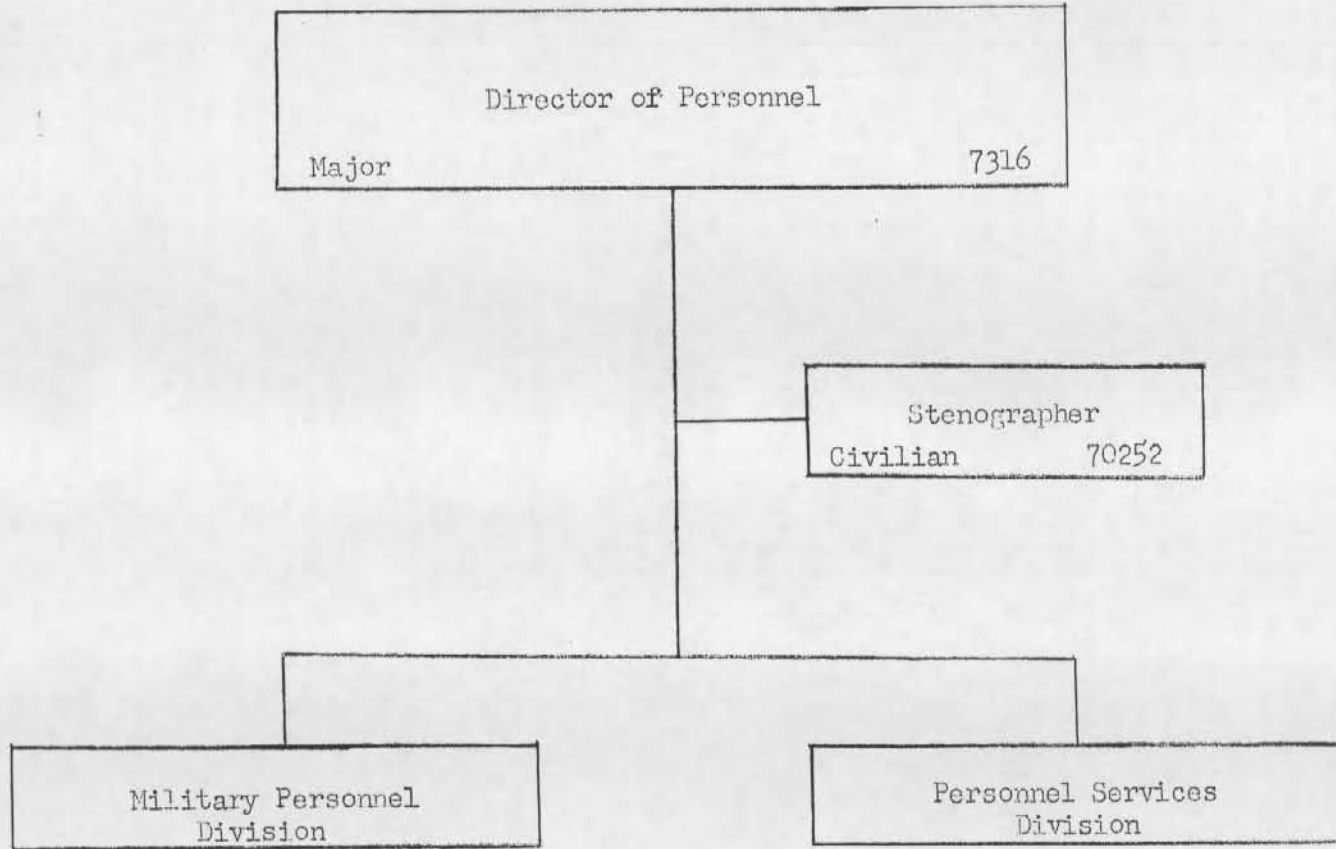 Director of Personnel
Major 7316
Stenographer
Civilian 70252
Military Personnel
Division
Personnel Services
Division